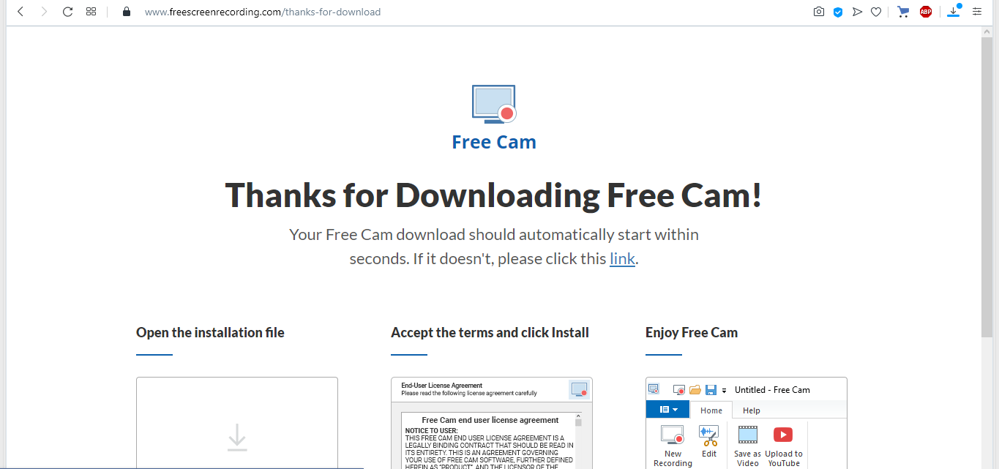 www.freescreenrecording.com/thanks-for-download
ABP
Free Cam
Thanks for Downloading Free Cam!
Your Free Cam download should automatically start within
seconds. If it doesn't, please click this link.
Open the installation file
Accept the terms and click Install
Enjoy Free Cam
End-User License Agreement
Please read the following license agreement carefully
Free Cam end user license agreement
NOTICE TO USER:
THIS FREE CAM END USER LICENSE AGREEMENT IS A
LEGALLY BINDING CONTRACT THAT SHOULD BE READ IN
ITS ENTIRETY. THIS IS AN AGREEMENT GOVERNING
YOUR USE OF FREE CAM SOFTWARE, FURTHER DEFINED
HEREIN AS "PRODUCT", AND THE LICENSOR OF THE
Untitled - Free Cam
Home Help
New Recording
Edit
Save as Video
Upload to YouTube